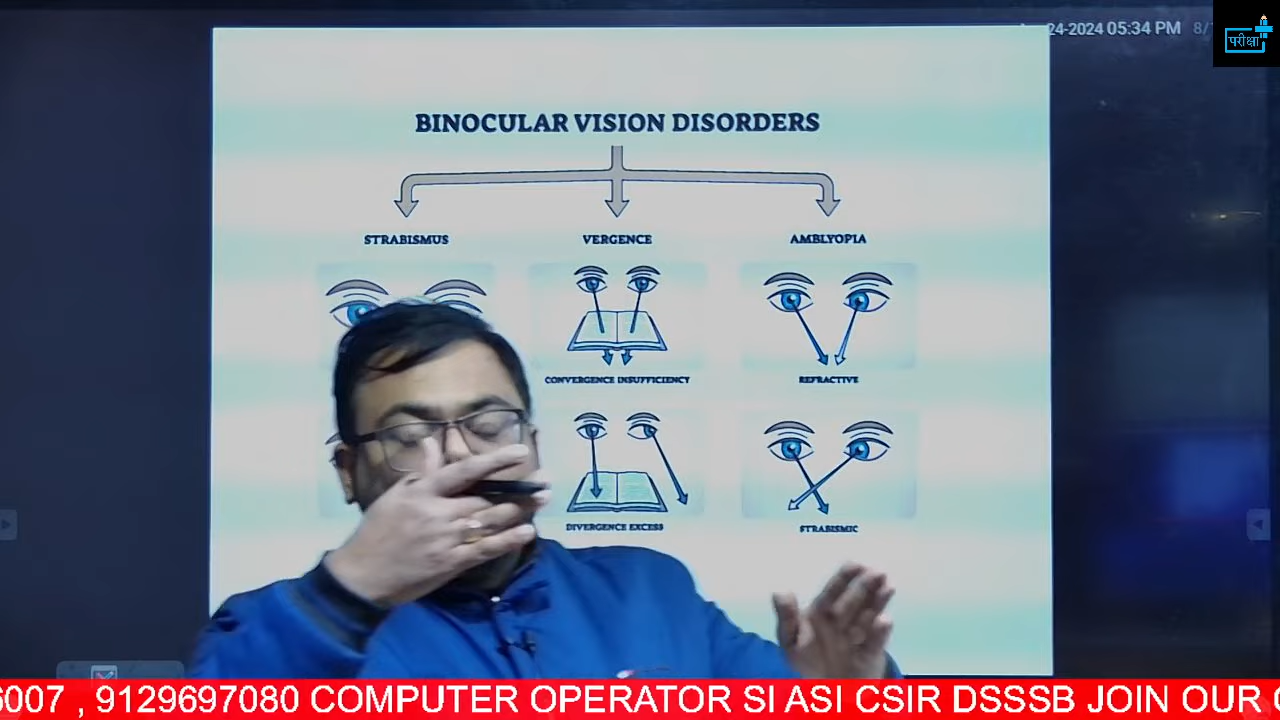 24-2024 05:34 PM 8/
परीक्षा
BINOCULAR VISION DISORDERS
STRABISMUS VERGENCE AMBLYOPIA
CONVERGENCE INSUFFICIENCY REFRACTIVE
DIVERGENCE EXCESS STRABISMIC
6007 , 9129697080 COMPUTER OPERATOR SI ASI CSIR DSSSB JOIN OUR